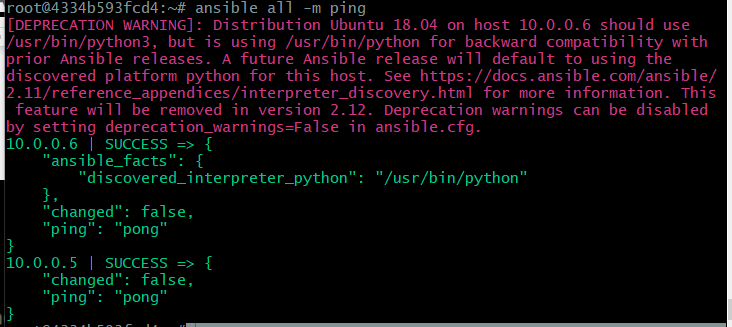 root@4334b593fcd4:~# ansible all -m ping
[DEPRECATION WARNING]: Distribution Ubuntu 18.04 on host 10.0.0.6 should use
/usr/bin/python3, but is using /usr/bin/python for backward compatibility with
prior Ansible releases. A future Ansible release will default to using the
discovered platform python for this host. See https://docs.ansible.com/ansible/
2.11/reference_appendices/interpreter_discovery.html for more information. This
 feature will be removed in version 2.12. Deprecation warnings can be disabled
by setting deprecation_warnings=False in ansible.cfg.
10.0.0.6 | SUCCESS => {
    "ansible_facts": {
        "discovered_interpreter_python": "/usr/bin/python"
    },
    "changed": false,
    "ping": "pong"
}
10.0.0.5 | SUCCESS => {
    "changed": false,
    "ping": "pong"
}